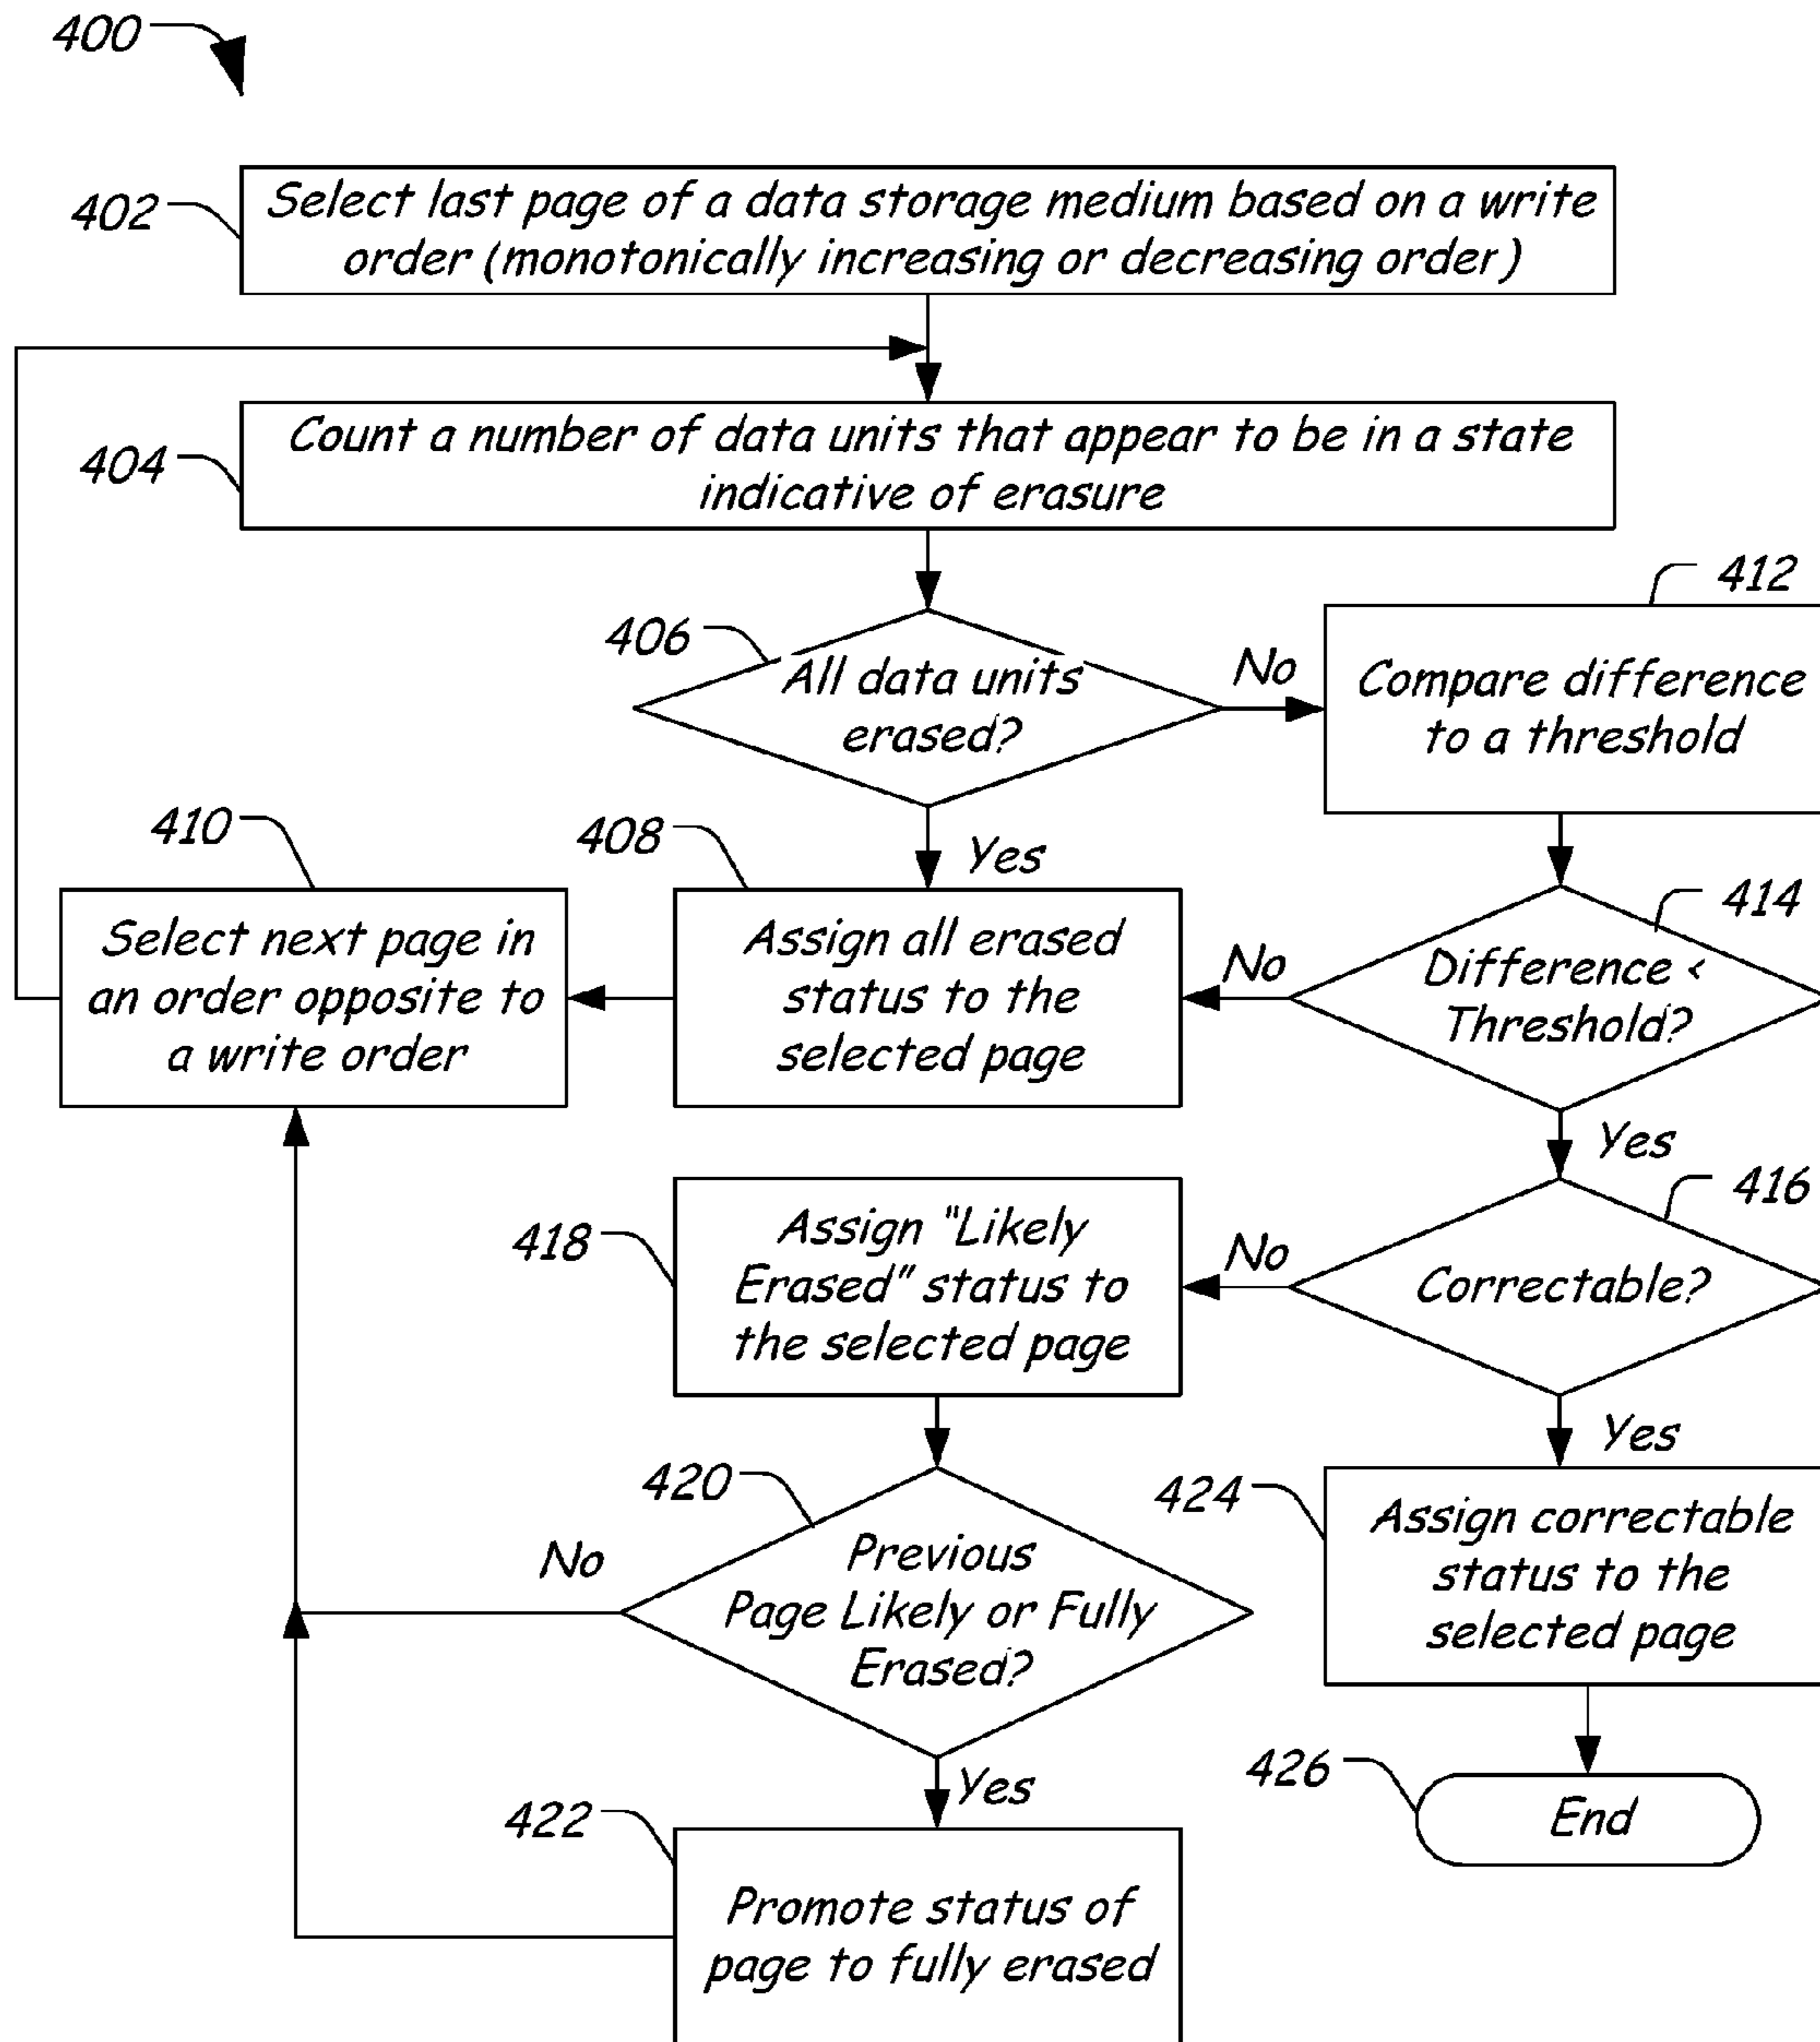 400
402
Select last page of a data storage medium based on a write
order (monotonically increasing or decreasing order)
404
Count a number of data units that appear to be in a state
indicative of erasure
406
All data units
erased?
No
412
Compare difference
to a threshold
Yes
410
Select next page in
an order opposite to
a write order
408
Assign all erased
status to the
selected page
No
414
Difference <
Threshold?
Yes
418
Assign "Likely
Erased" status to
the selected page
No
416
Correctable?
Yes
420
Previous
Page Likely or Fully
Erased?
No
Yes
424
Assign correctable
status to the
selected page
422
Promote status of
page to fully erased
426
End